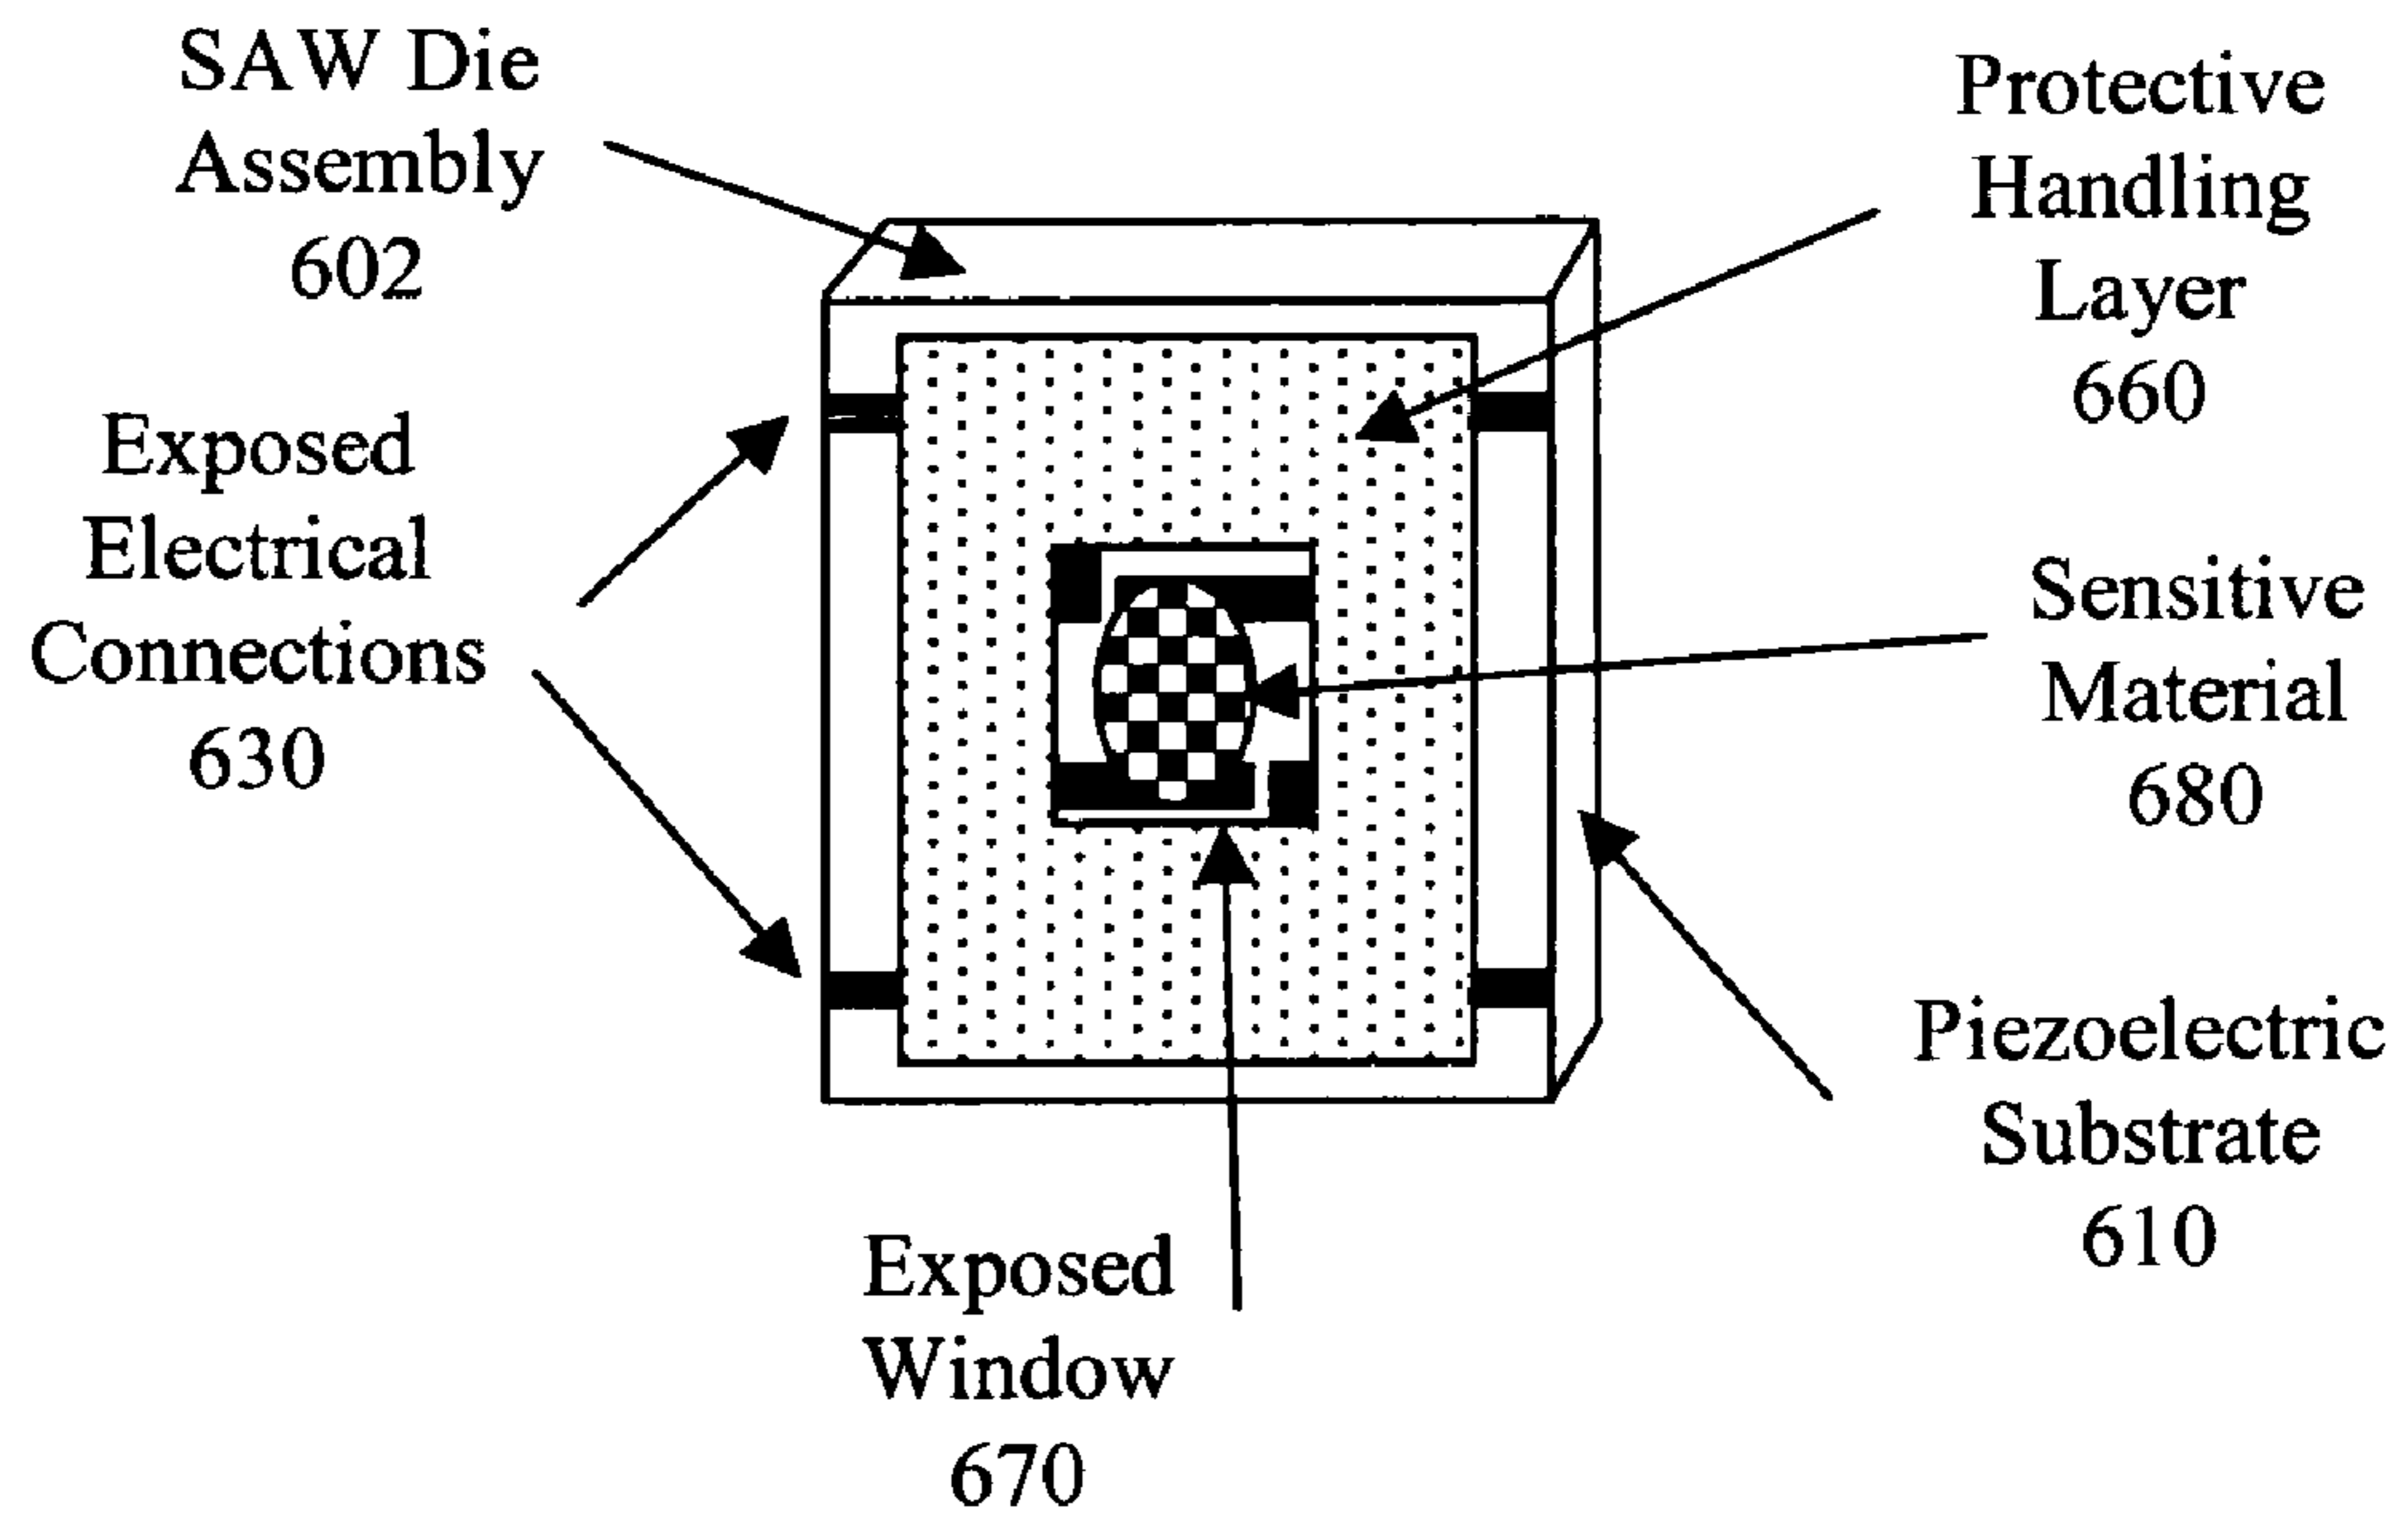 SAW Die
Assembly
602
Protective
Handling
Layer
660
Exposed
Electrical
Connections
630
Sensitive
Material
680
Piezoelectric
Substrate
610
Exposed
Window
670